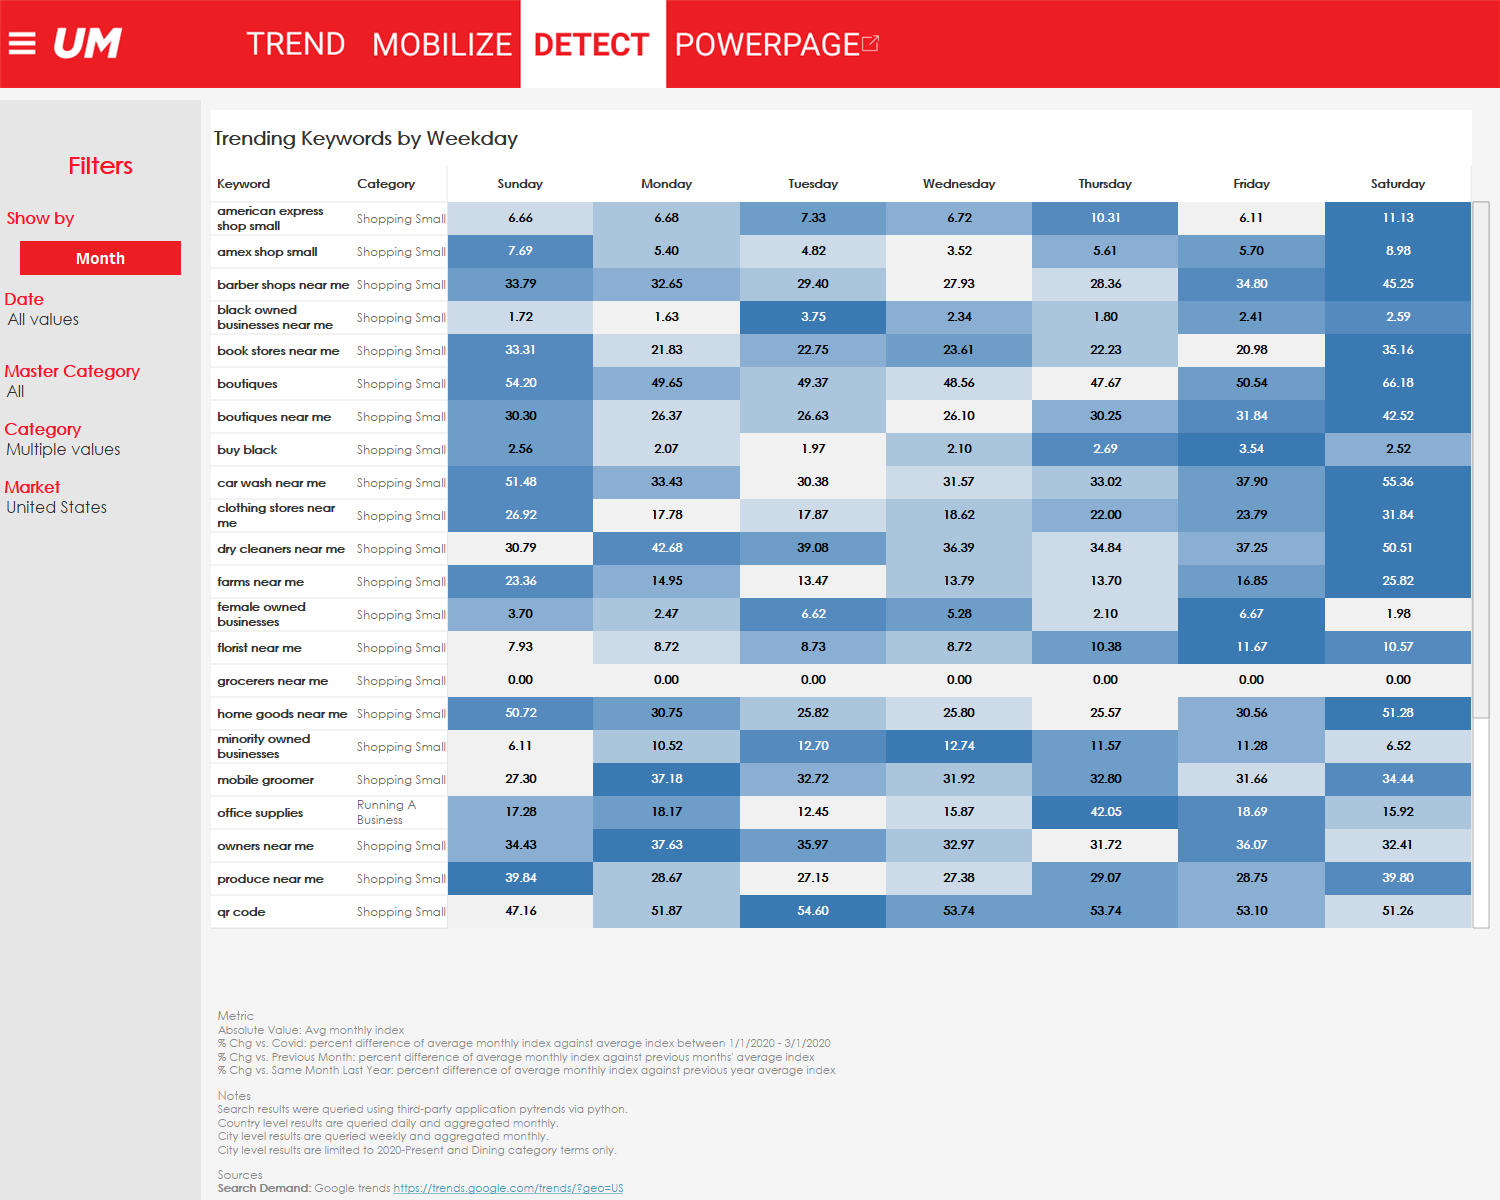 UM TREND MOBILIZE DETECT POWERPAGE
Filters
Show by
Month
Date
All values
Master Category
All
Category
Multiple values
Market
United States
Trending Keywords by Weekday
Keyword Category Sunday Monday Tuesday Wednesday Thursday Friday Saturday
american express
shop small Shopping Small 6.66 6.68 7.33 6.72 10.31 6.11 11.13
amex shop small Shopping Small 7.69 5.40 4.82 3.52 5.61 5.70 8.98
barber shops near me Shopping Small 33.79 32.65 29.40 27.93 28.36 34.80 45.25
black owned
businesses near me Shopping Small 1.72 1.63 3.75 2.34 1.80 2.41 2.59
book stores near me Shopping Small 33.31 21.83 22.75 23.61 22.23 20.98 35.16
boutiques Shopping Small 54.20 49.65 49.37 48.56 47.67 50.54 66.18
boutiques near me Shopping Small 30.30 26.37 26.63 26.10 30.25 31.84 42.52
buy black Shopping Small 2.56 2.07 1.97 2.10 2.69 3.54 2.52
car wash near me Shopping Small 51.48 33.43 30.38 31.57 33.02 37.90 55.36
clothing stores near
me Shopping Small 26.92 17.78 17.87 18.62 22.00 23.79 31.84
dry cleaners near me Shopping Small 30.79 42.68 39.08 36.39 34.84 37.25 50.51
farms near me Shopping Small 23.36 14.95 13.47 13.79 13.70 16.85 25.82
female owned
businesses Shopping Small 3.70 2.47 6.62 5.28 2.10 6.67 1.98
florist near me Shopping Small 7.93 8.72 8.73 8.72 10.38 11.67 10.57
grocerers near me Shopping Small 0.00 0.00 0.00 0.00 0.00 0.00 0.00
home goods near me Shopping Small 50.72 30.75 25.82 25.80 25.57 30.56 51.28
minority owned
businesses Shopping Small 6.11 10.52 12.70 12.74 11.57 11.28 6.52
mobile groomer Shopping Small 27.30 37.18 32.72 31.92 32.80 31.66 34.44
office supplies Running A
Business 17.28 18.17 12.45 15.87 42.05 18.69 15.92
owners near me Shopping Small 34.43 37.63 35.97 32.97 31.72 36.07 32.41
produce near me Shopping Small 39.84 28.67 27.15 27.38 29.07 28.75 39.80
qr code Shopping Small 47.16 51.87 54.60 53.74 53.74 53.10 51.26
Metric
Absolute Value: Avg monthly index
% Chg vs. Covid: percent difference of average monthly index against average index between 1/1/2020 - 3/1/2020
% Chg vs. Previous Month: percent difference of average monthly index against previous months' average index
% Chg vs. Same Month Last Year: percent difference of average monthly index against previous year average index
Notes
Search results were queried using third-party application pytrends via python.
Country level results are queried daily and aggregated monthly.
City level results are queried weekly and aggregated monthly.
City level results are limited to 2020-Present and Dining category terms only.
Sources
Search Demand: Google trends https://trends.google.com/trends/?geo=US